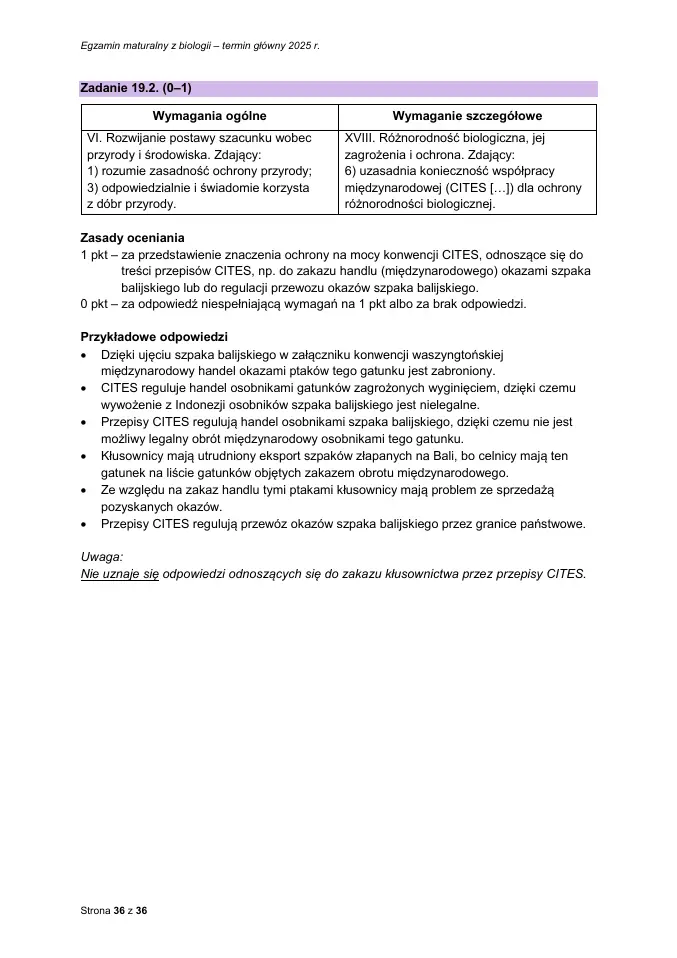 Egzamin maturalny z biologii – termin główny 2025 r.
Zadanie 19.2. (0–1)
Wymagania ogólne
Wymaganie szczegółowe
VI. Rozwijanie postawy szacunku wobec
przyrody i środowiska. Zdający:
1) rozumie zasadność ochrony przyrody;
3) odpowiedzialnie i świadomie korzysta
z dóbr przyrody.
XVIII. Różnorodność biologiczna, jej
zagrożenia i ochrona. Zdający:
6) uzasadnia konieczność współpracy
międzynarodowej (CITES […]) dla ochrony
różnorodności biologicznej.
Zasady oceniania
1 pkt – za przedstawienie znaczenia ochrony na mocy konwencji CITES, odnoszące się do
treści przepisów CITES, np. do zakazu handlu (międzynarodowego) okazami szpaka
balijskiego lub do regulacji przewozu okazów szpaka balijskiego.
0 pkt – za odpowiedź niespełniającą wymagań na 1 pkt albo za brak odpowiedzi.
Przykładowe odpowiedzi
• Dzięki ujęciu szpaka balijskiego w załączniku konwencji waszyngtońskiej
międzynarodowy handel okazami ptaków tego gatunku jest zabroniony.
• CITES reguluje handel osobnikami gatunków zagrożonych wyginięciem, dzięki czemu
wywożenie z Indonezji osobników szpaka balijskiego jest nielegalne.
• Przepisy CITES regulują handel osobnikami szpaka balijskiego, dzięki czemu nie jest
możliwy legalny obrót międzynarodowy osobnikami tego gatunku.
• Kłusownicy mają utrudniony eksport szpaków złapanych na Bali, bo celnicy mają ten
gatunek na liście gatunków objętych zakazem obrotu międzynarodowego.
• Ze względu na zakaz handlu tymi ptakami kłusownicy mają problem ze sprzedażą
pozyskanych okazów.
• Przepisy CITES regulują przewóz okazów szpaka balijskiego przez granice państwowe.
Uwaga:
Nie uznaje się odpowiedzi odnoszących się do zakazu kłusownictwa przez przepisy CITES.
Strona 36 z 36